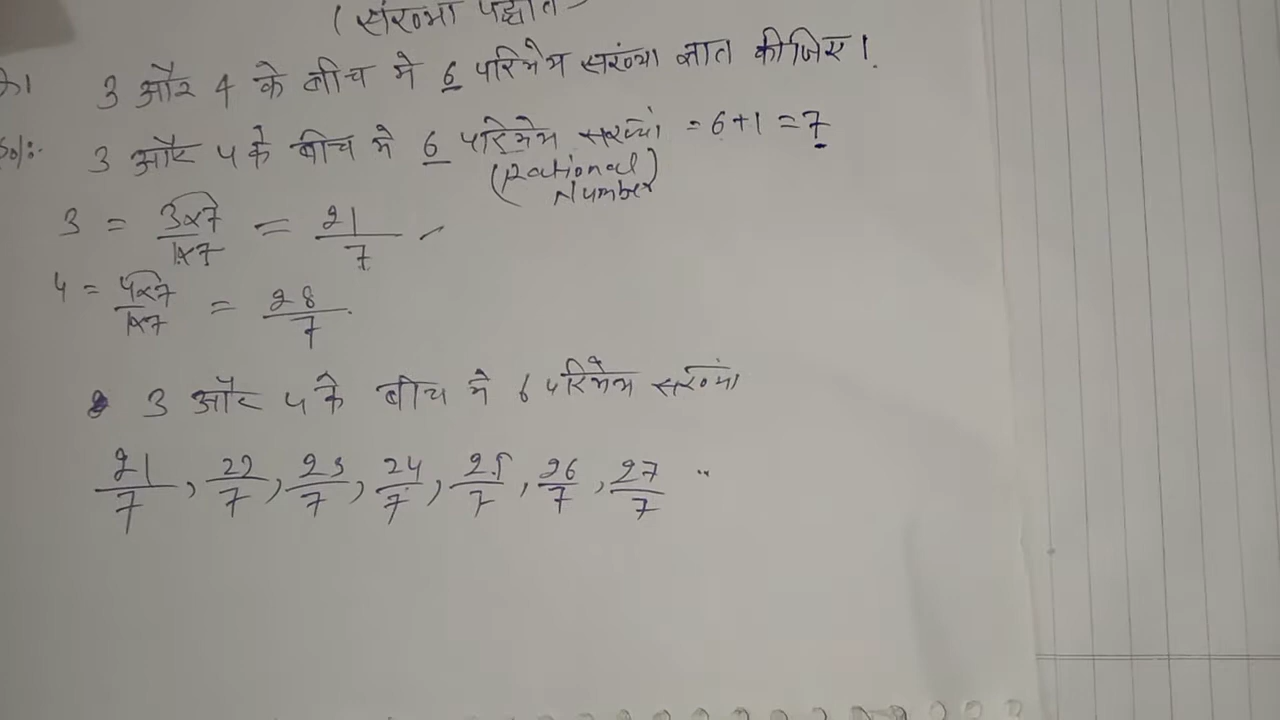 (संख्या पद्धति)
3 और 4 के बीच मे 6 परिमेय संख्या ज्ञात कीजिए।
3 और 4 के बीच मे 6 परिमेय संख्या = 6+1 = 7
(Rational Number)
3 = 3×7/1×7 = 21/7
4 = 4×7/1×7 = 28/7
3 और 4 के बीच मे 6 परिमेय संख्या
21/7, 22/7, 23/7, 24/7, 25/7, 26/7, 27/7